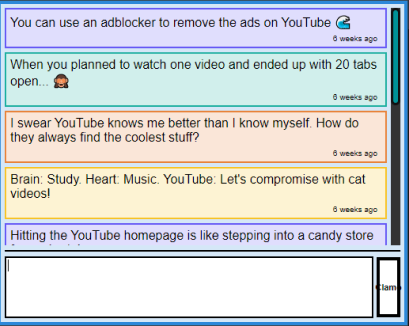 You can use an adblocker to remove the ads on YouTube 🌊
6 weeks ago
When you planned to watch one video and ended up with 20 tabs
open... 🙈
6 weeks ago
I swear YouTube knows me better than I know myself. How do
they always find the coolest stuff?
6 weeks ago
Brain: Study. Heart: Music. YouTube: Let's compromise with cat
videos!
6 weeks ago
Hitting the YouTube homepage is like stepping into a candy store
Clam